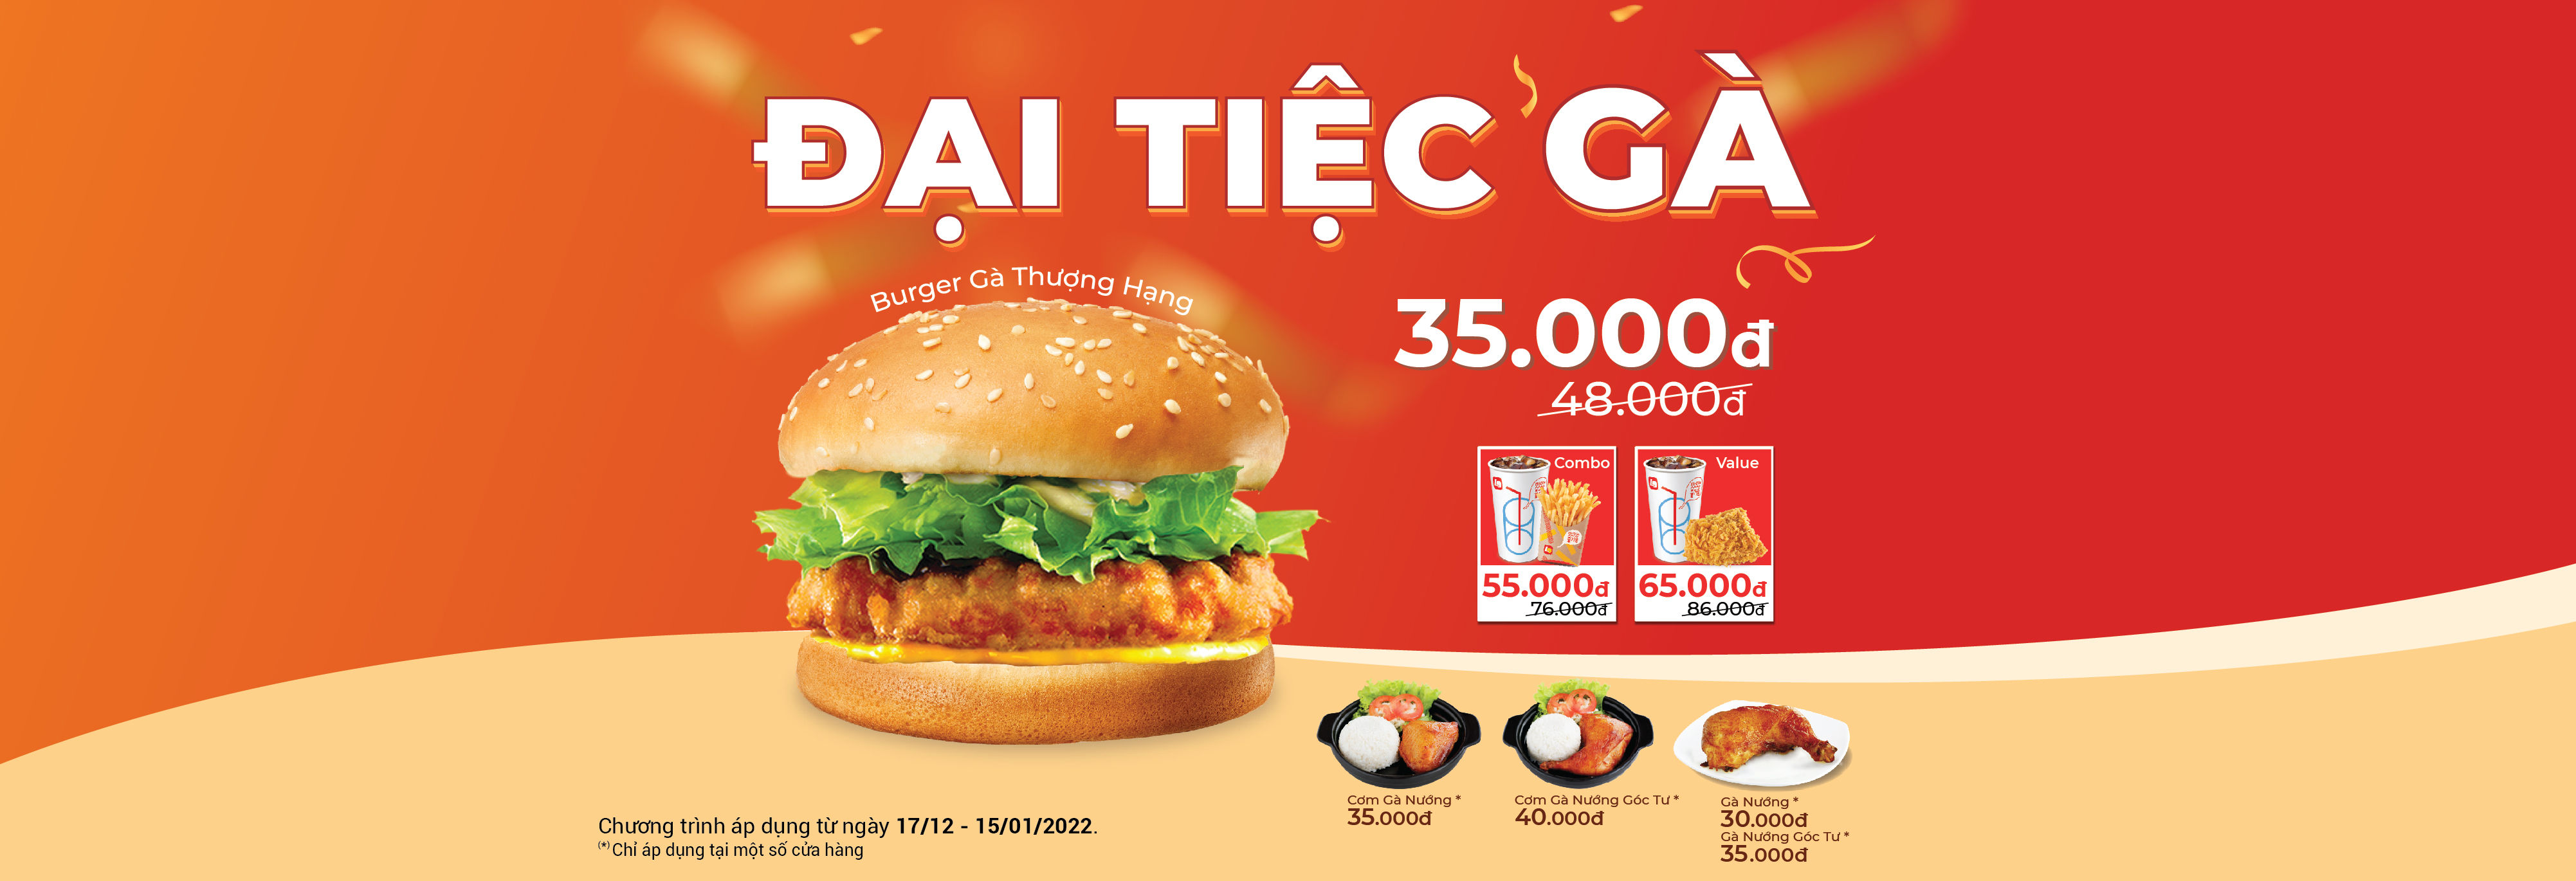 ĐẠI TIỆC GÀ
Burger Gà Thượng Hạng
35.000đ
48.000đ
Combo
55.000đ
76.000đ
Value
65.000đ
86.000đ
Cơm Gà Nướng *
35.000đ
Cơm Gà Nướng Góc Tư *
40.000đ
Gà Nướng *
30.000đ
Gà Nướng Góc Tư *
35.000đ
Chương trình áp dụng từ ngày 17/12 - 15/01/2022.
(*) Chỉ áp dụng tại một số cửa hàng